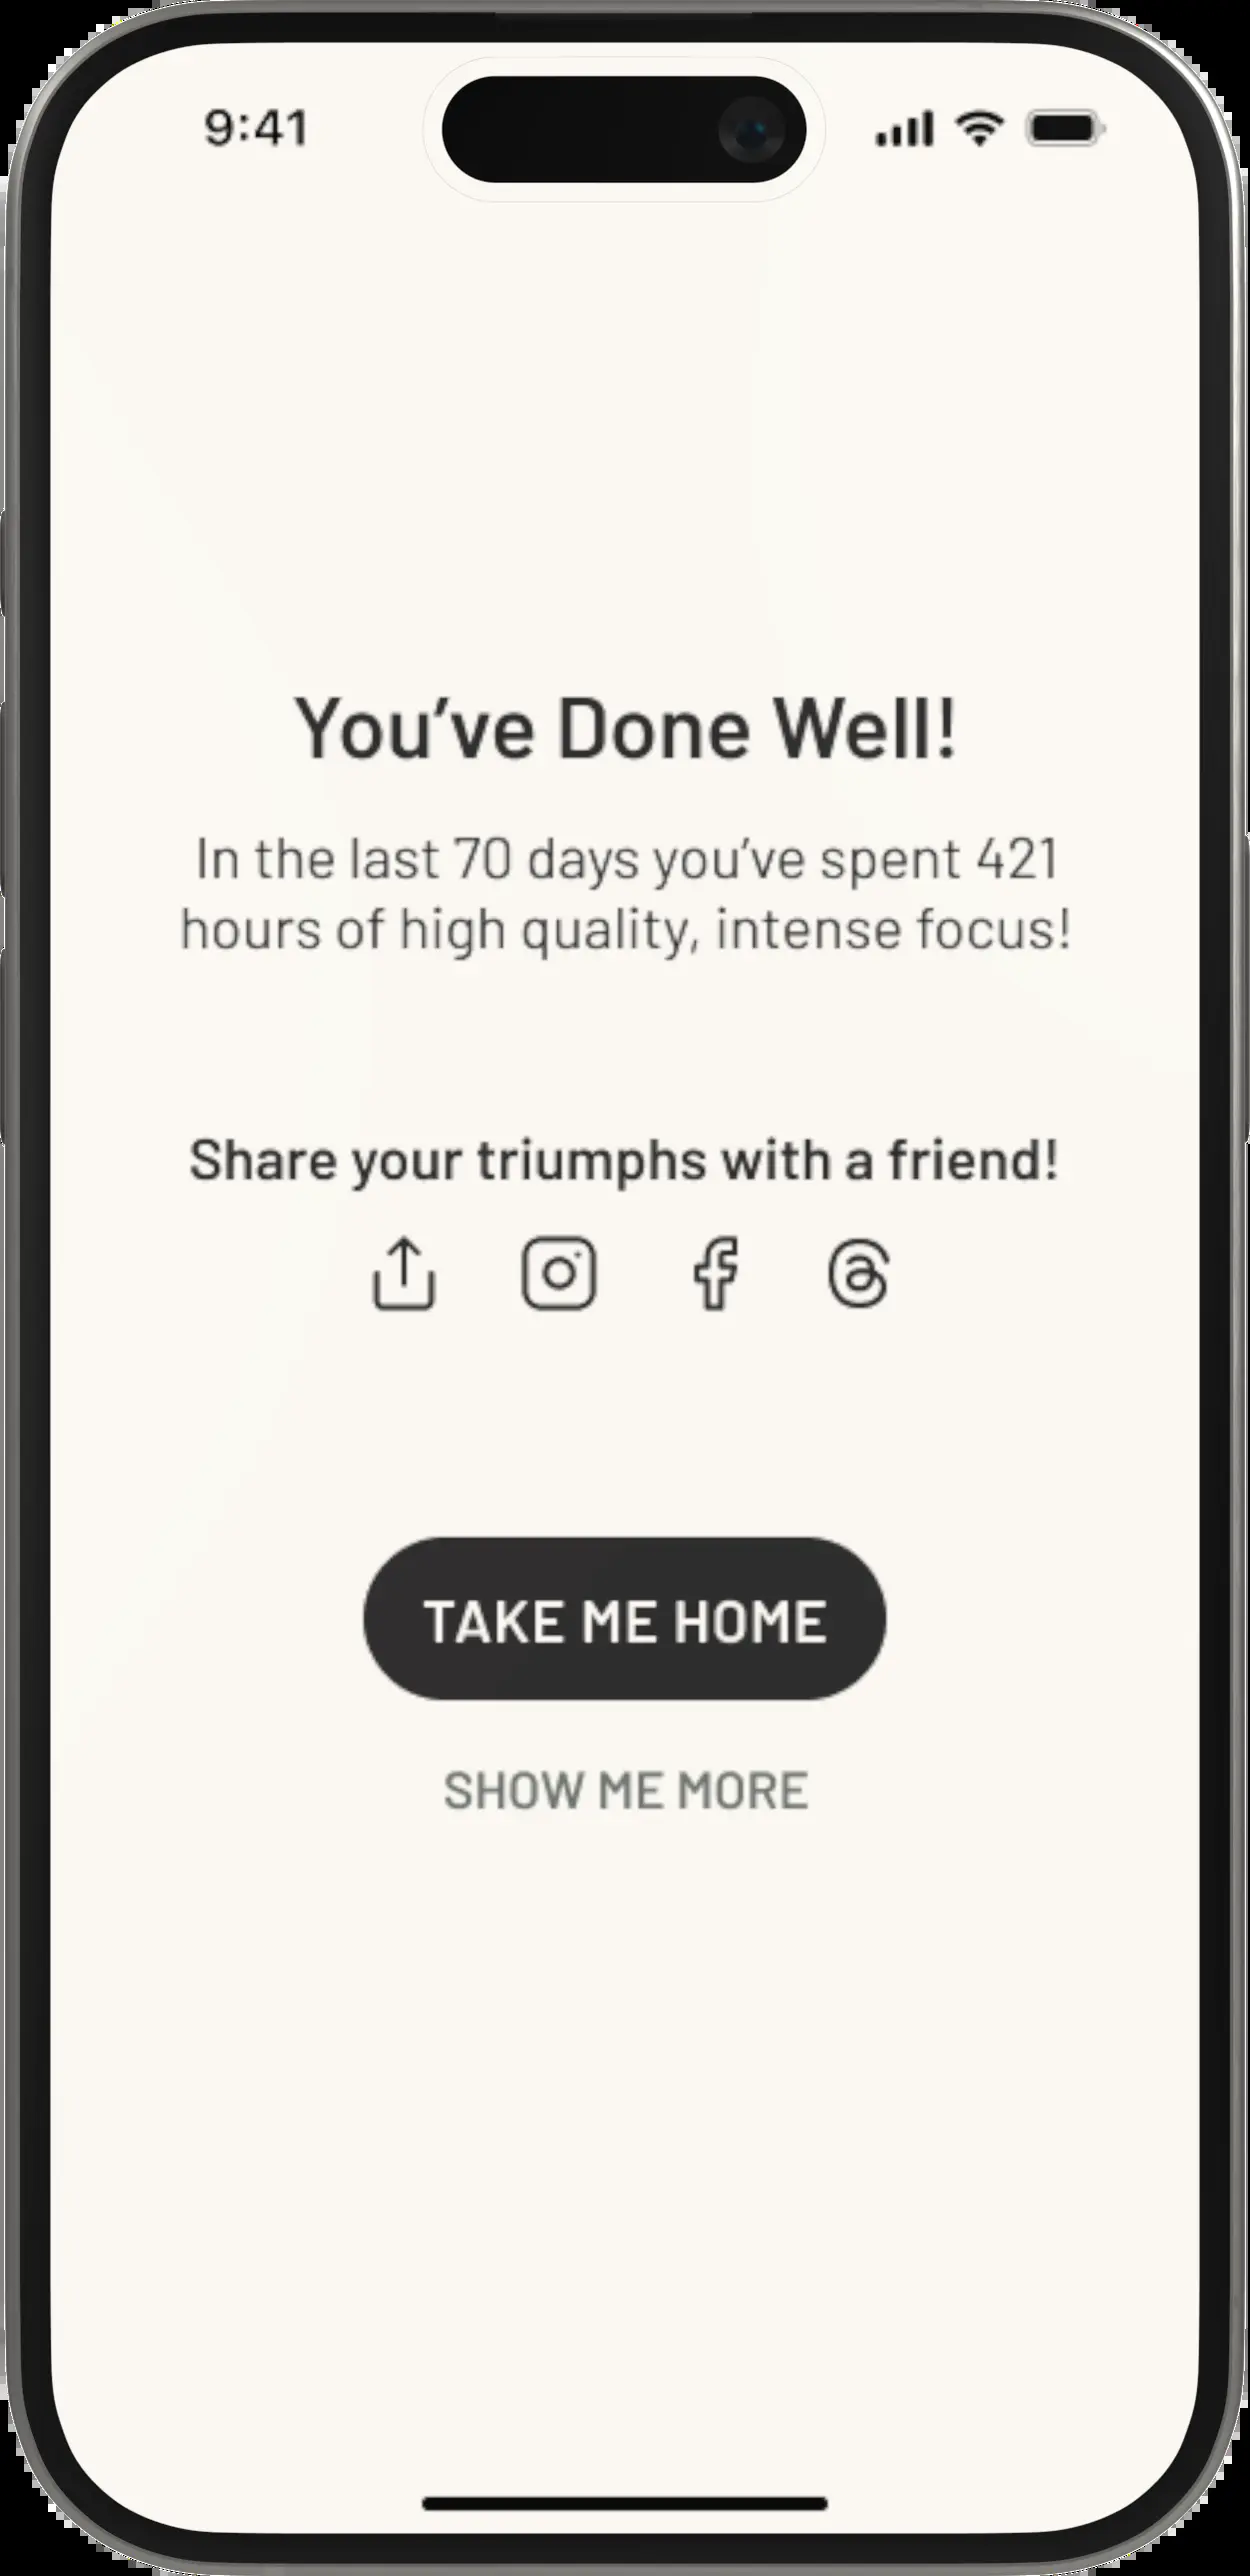 9:41
You’ve Done Well!
In the last 70 days you’ve spent 421
hours of high quality, intense focus!
Share your triumphs with a friend!
TAKE ME HOME
SHOW ME MORE